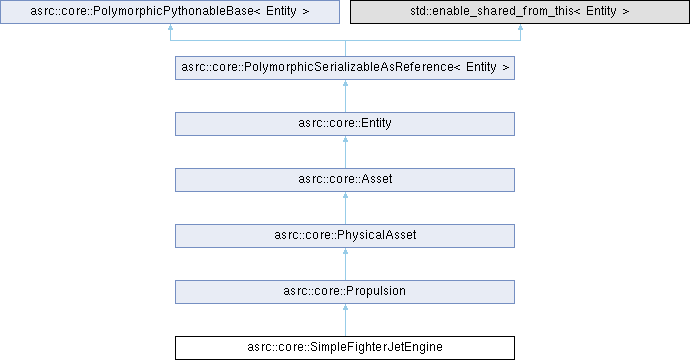 asrc::core::PolymorphicPythonableBase< Entity >
std::enable_shared_from_this< Entity >
asrc::core::PolymorphicSerializableAsReference< Entity >
asrc::core::Entity
asrc::core::Asset
asrc::core::PhysicalAsset
asrc::core::Propulsion
asrc::core::SimpleFighterJetEngine